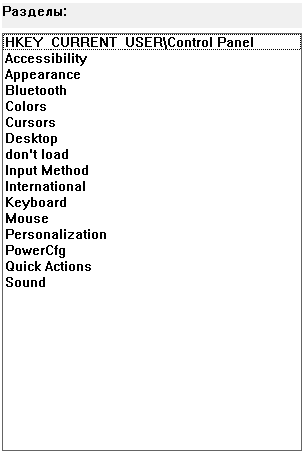 Разделы:
HKEY_CURRENT_USER\Control Panel
Accessibility
Appearance
Bluetooth
Colors
Cursors
Desktop
don't load
Input Method
International
Keyboard
Mouse
Personalization
PowerCfg
Quick Actions
Sound